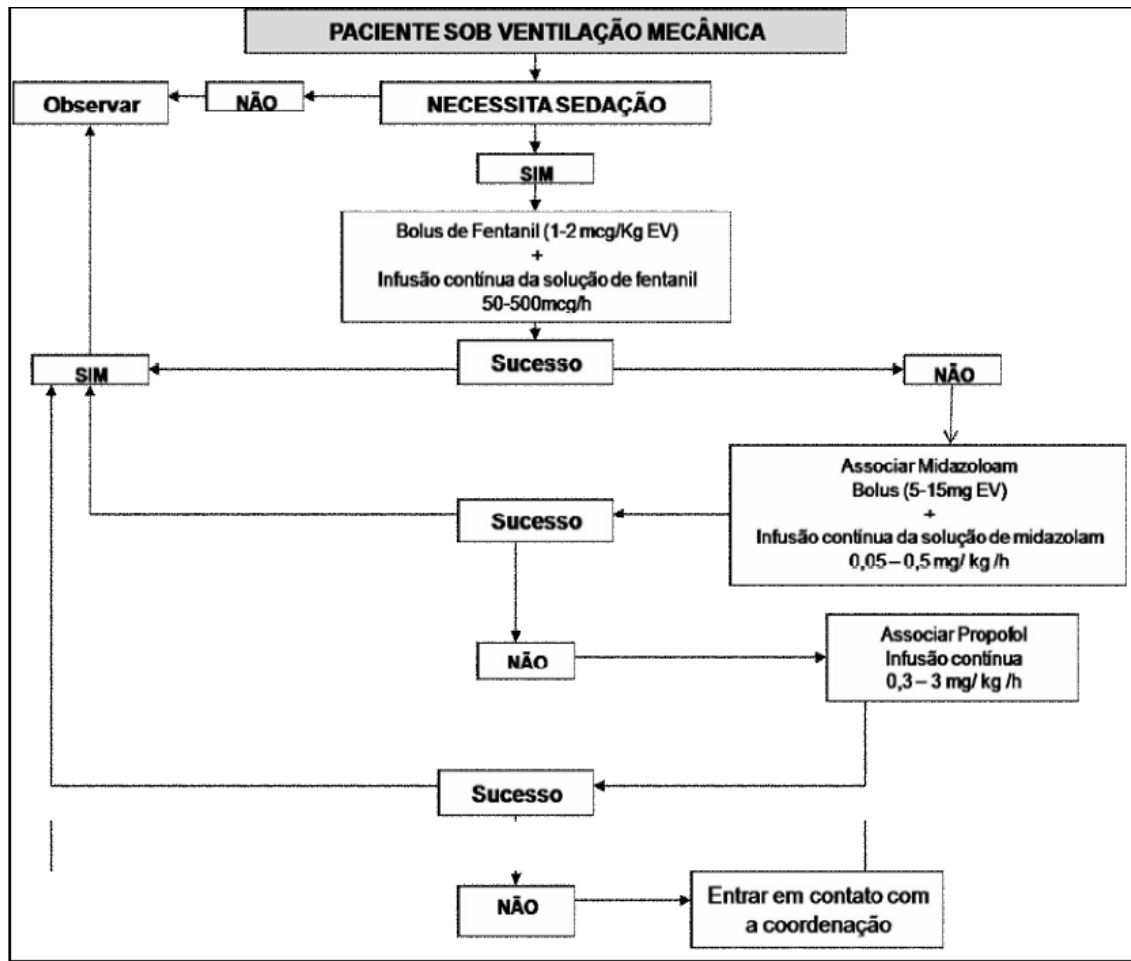 PACIENTE SOB VENTILAÇÃO MECÂNICA
Observar
NÃO
NECESSITA SEDAÇÃO
SIM
Bolus de Fentanil (1-2 mcg/Kg EV)
+
Infusão contínua da solução de fentanil
50-500mcg/h
SIM
Sucesso
NÃO
Associar Midazoloam
Bolus (5-15mg EV)
+
Infusão contínua da solução de midazolam
0,05 – 0,5 mg/ kg /h
Sucesso
NÃO
Associar Propofol
Infusão contínua
0,3 – 3 mg/ kg /h
Sucesso
NÃO
Entrar em contato com
a coordenação